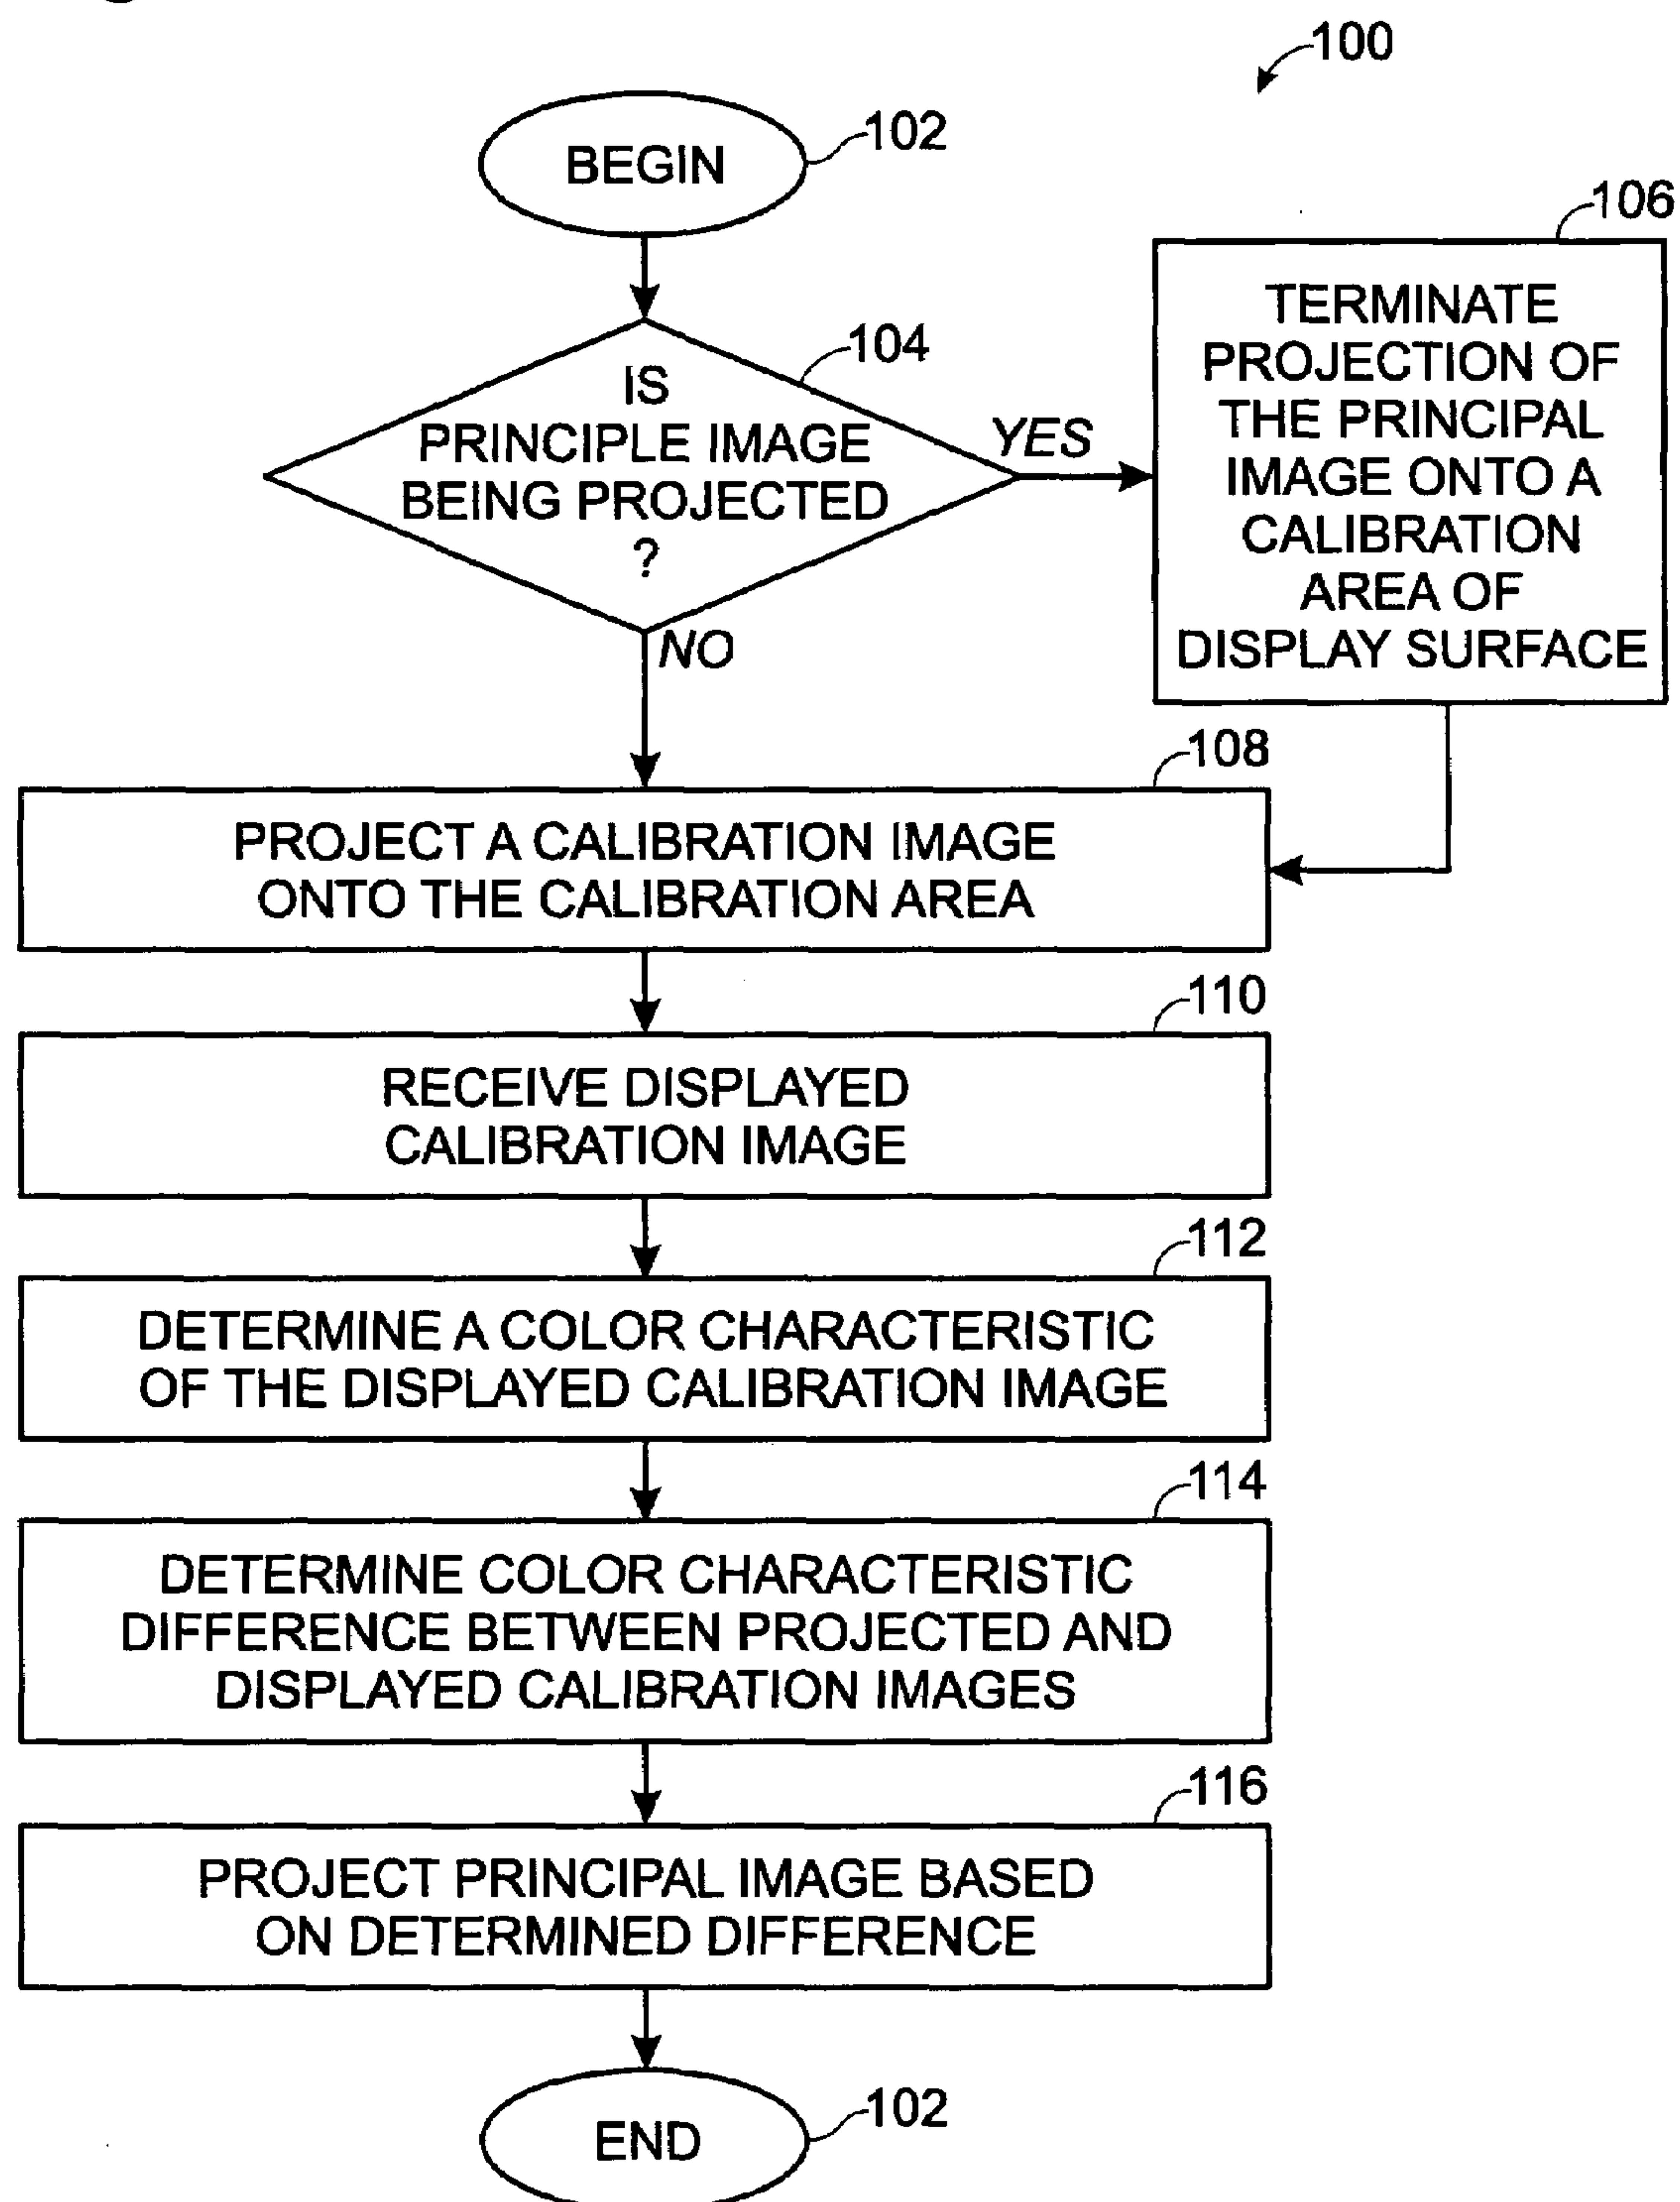 100
BEGIN
102
IS
PRINCIPLE IMAGE
BEING PROJECTED
?
104
YES
NO
106
TERMINATE
PROJECTION OF
THE PRINCIPAL
IMAGE ONTO A
CALIBRATION
AREA OF
DISPLAY SURFACE
108
PROJECT A CALIBRATION IMAGE
ONTO THE CALIBRATION AREA
110
RECEIVE DISPLAYED
CALIBRATION IMAGE
112
DETERMINE A COLOR CHARACTERISTIC
OF THE DISPLAYED CALIBRATION IMAGE
114
DETERMINE COLOR CHARACTERISTIC
DIFFERENCE BETWEEN PROJECTED AND
DISPLAYED CALIBRATION IMAGES
116
PROJECT PRINCIPAL IMAGE BASED
ON DETERMINED DIFFERENCE
END
102